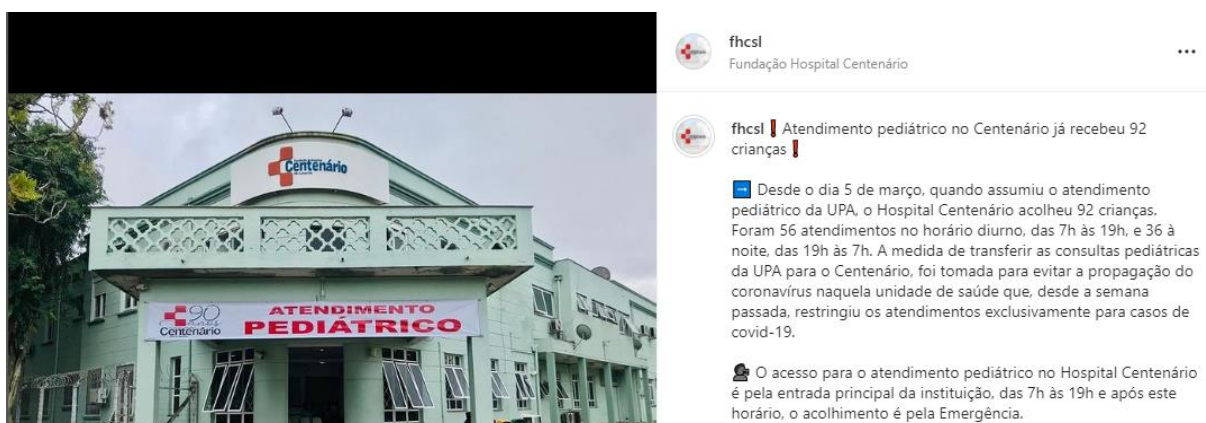 Centenário
90
anos
Centenário
ATENDIMENTO
PEDIÁTRICO
fhcsl
Fundação Hospital Centenário
fhcsl❗Atendimento pediátrico no Centenário já recebeu 92
crianças❗
➡️ Desde o dia 5 de março, quando assumiu o atendimento
pediátrico da UPA, o Hospital Centenário acolheu 92 crianças.
Foram 56 atendimentos no horário diurno, das 7h às 19h, e 36 à
noite, das 19h às 7h. A medida de transferir as consultas pediátricas
da UPA para o Centenário, foi tomada para evitar a propagação do
coronavírus naquela unidade de saúde que, desde a semana
passada, restringiu os atendimentos exclusivamente para casos de
covid-19.
🗣️ O acesso para o atendimento pediátrico no Hospital Centenário
é pela entrada principal da instituição, das 7h às 19h e após este
horário, o acolhimento é pela Emergência.